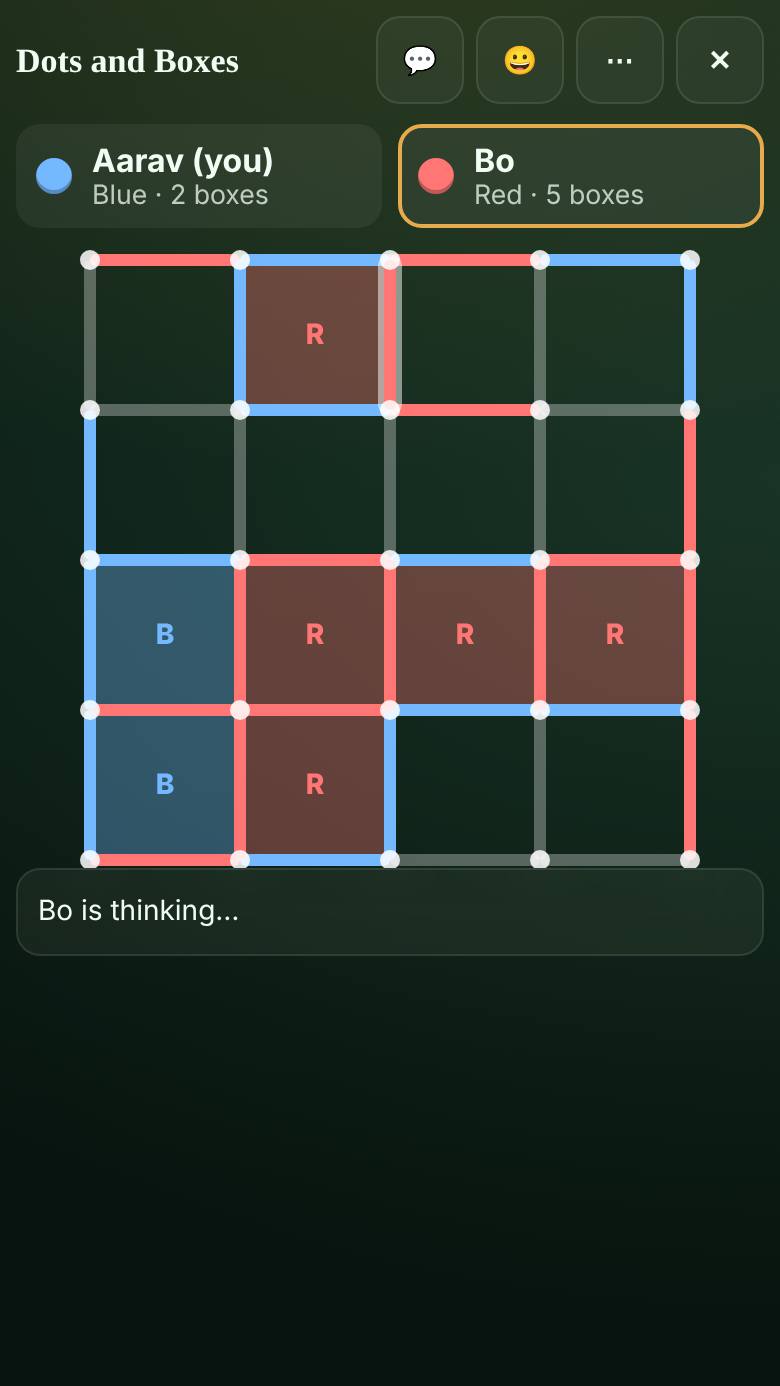 Dots and Boxes
💬 😀 ··· ✕
Aarav (you)
Blue · 2 boxes
Bo
Red · 5 boxes
R
B R R R
B R
Bo is thinking...